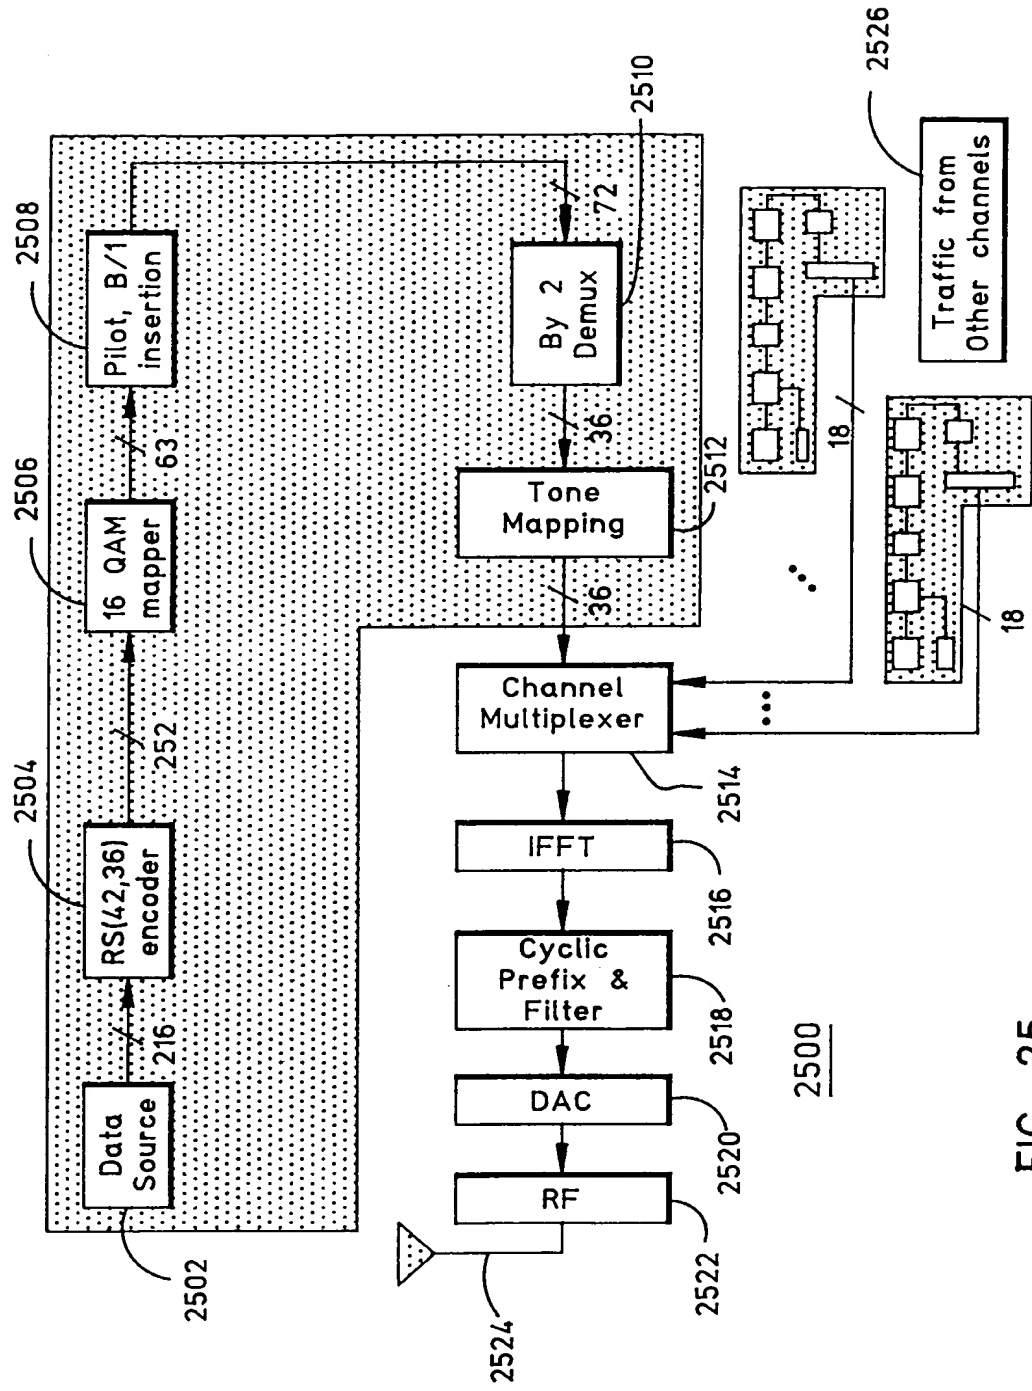 2502
Data
Source
216
2504
RS(42,36)
encoder
252
2506
16 QAM
mapper
63
2508
Pilot, B/1
insertion
72
2510
By 2
Demux
36
2512
Tone
Mapping
36
Channel
Multiplexer
2514
IFFT
2516
Cyclic
Prefix &
Filter
2518
DAC
2520
RF
2522
2524
18
18
2526
Traffic from
Other channels
2500
FIG. 25